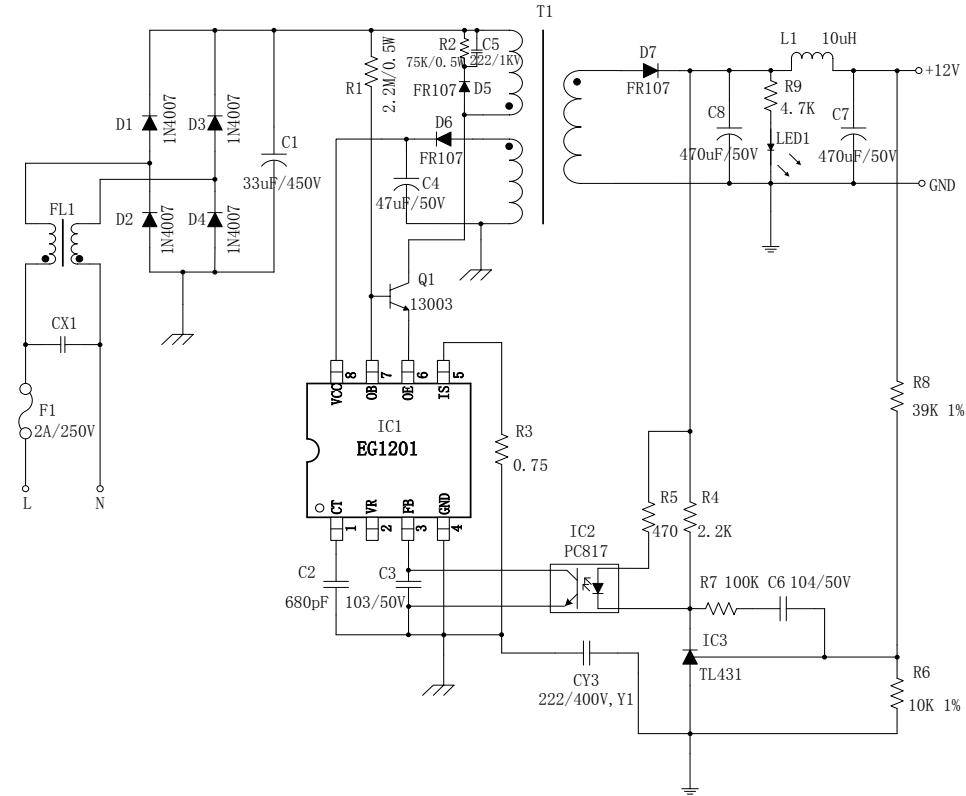 T1
R2
C5
75K/0.5W
222/1KV
R1
2.2M/0.5W
FR107
D5
D6
FR107
D7
FR107
L1 10uH
+12V
R9
4.7K
C8
470uF/50V
LED1
C7
470uF/50V
GND
D1
1N4007
D3
1N4007
C1
33uF/450V
C4
47uF/50V
FL1
D2
1N4007
D4
1N4007
Q1
13003
CX1
F1
2A/250V
L
N
8
7
6
5
VCC
OB
OE
IS
IC1
EG1201
CT
VR
FB
GND
1
2
3
4
R3
0.75
R8
39K 1%
R5
470
R4
2.2K
IC2
PC817
C2
680pF
C3
103/50V
R7 100K
C6 104/50V
IC3
TL431
CY3
222/400V,Y1
R6
10K 1%